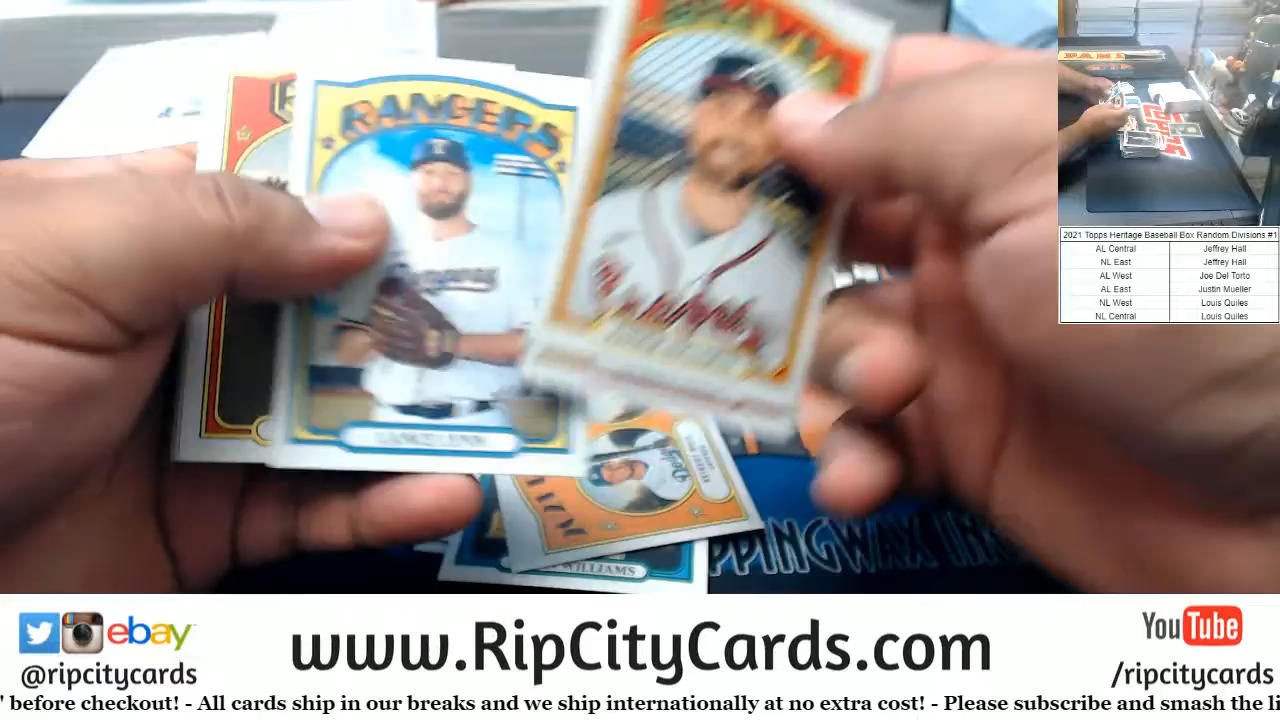 RANGERS
LANCE LYNN
Dodgers
WILLIAMS
PPINGWAX
2021 Topps Heritage Baseball Box Random Divisions #1
AL Central Jeffrey Hall
NL East Jeffrey Hall
AL West Joe Del Torto
AL East Justin Mueller
NL West Louis Quiles
NL Central Louis Quiles
ebay
@ripcitycards
www.RipCityCards.com
YouTube
/ripcitycards
' before checkout! - All cards ship in our breaks and we ship internationally at no extra cost! - Please subscribe and smash the li